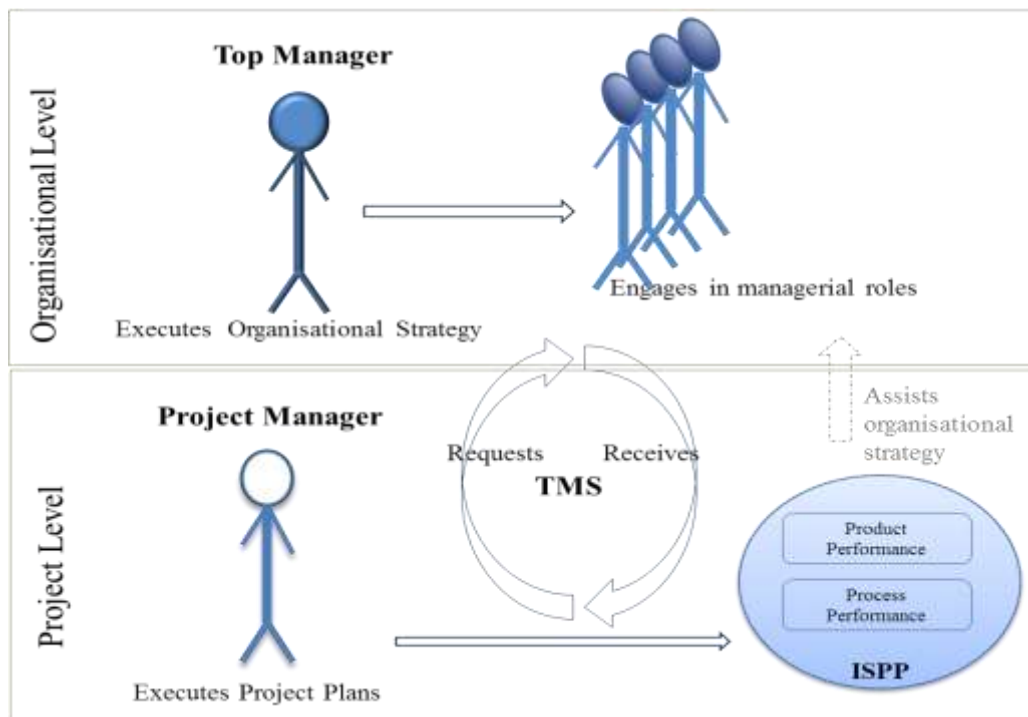 Organisational Level
Top Manager
Executes Organisational Strategy
Engages in managerial roles
Project Level
Project Manager
Executes Project Plans
Requests
Receives
TMS
Assists
organisational
strategy
Product
Performance
Process
Performance
ISPP